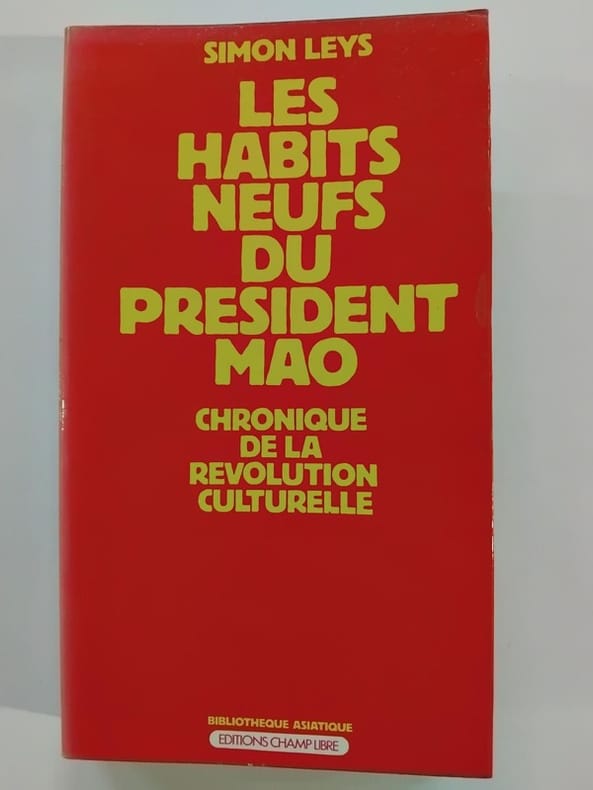 SIMON LEYS
LES
HABITS
NEUFS
DU
PRESIDENT
MAO
CHRONIQUE
DE LA
REVOLUTION
CULTURELLE
BIBLIOTHEQUE ASIATIQUE
EDITIONS CHAMP LIBRE